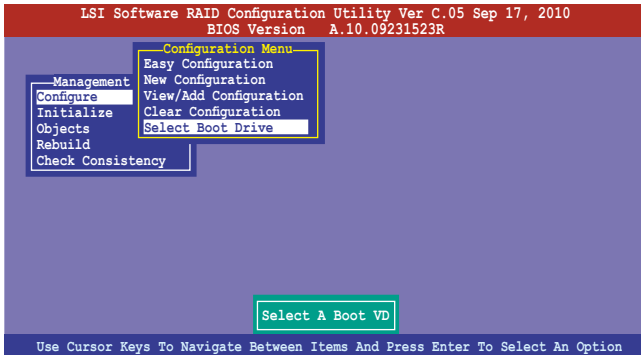 LSI Software RAID Configuration Utility Ver C.05 Sep 17, 2010
BIOS Version A.10.09231523R
Configuration Menu
Easy Configuration
New Configuration
View/Add Configuration
Clear Configuration
Select Boot Drive
Management
Configure
Initialize
Objects
Rebuild
Check Consistency
Select A Boot VD
Use Cursor Keys To Navigate Between Items And Press Enter To Select An Option